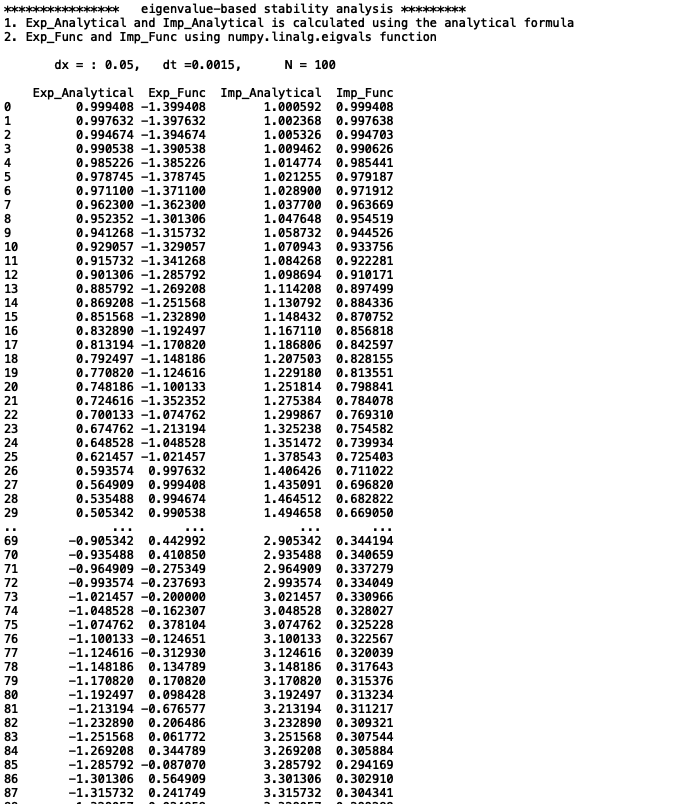 **************** eigenvalue-based stability analysis *********
1. Exp_Analytical and Imp_Analytical is calculated using the analytical formula
2. Exp_Func and Imp_Func using numpy.linalg.eigvals function
dx = : 0.05, dt =0.0015, N = 100
Exp_Analytical Exp_Func Imp_Analytical Imp_Func
0 0.999408 -1.399408 1.000592 0.999408
1 0.997632 -1.397632 1.002368 0.997638
2 0.994674 -1.394674 1.005326 0.994703
3 0.990538 -1.390538 1.009462 0.990626
4 0.985226 -1.385226 1.014774 0.985441
5 0.978745 -1.378745 1.021255 0.979187
6 0.971100 -1.371100 1.028900 0.971912
7 0.962300 -1.362300 1.037700 0.963669
8 0.952352 -1.301306 1.047648 0.954519
9 0.941268 -1.315732 1.058732 0.944526
10 0.929057 -1.329057 1.070943 0.933756
11 0.915732 -1.341268 1.084268 0.922281
12 0.901306 -1.285792 1.098694 0.910171
13 0.885792 -1.269208 1.114208 0.897499
14 0.869208 -1.251568 1.130792 0.884336
15 0.851568 -1.232890 1.148432 0.870752
16 0.832890 -1.192497 1.167110 0.856818
17 0.813194 -1.170820 1.186806 0.842597
18 0.792497 -1.148186 1.207503 0.828155
19 0.770820 -1.124616 1.229180 0.813551
20 0.748186 -1.100133 1.251814 0.798841
21 0.724616 -1.352352 1.275384 0.784078
22 0.700133 -1.074762 1.299867 0.769310
23 0.674762 -1.213194 1.325238 0.754582
24 0.648528 -1.048528 1.351472 0.739934
25 0.621457 -1.021457 1.378543 0.725403
26 0.593574 0.997632 1.406426 0.711022
27 0.564909 0.999408 1.435091 0.696820
28 0.535488 0.994674 1.464512 0.682822
29 0.505342 0.990538 1.494658 0.669050
.. ... ... ... ...
69 -0.905342 0.442992 2.905342 0.344194
70 -0.935488 0.410850 2.935488 0.340659
71 -0.964909 -0.275349 2.964909 0.337279
72 -0.993574 -0.237693 2.993574 0.334049
73 -1.021457 -0.200000 3.021457 0.330966
74 -1.048528 -0.162307 3.048528 0.328027
75 -1.074762 0.378104 3.074762 0.325228
76 -1.100133 -0.124651 3.100133 0.322567
77 -1.124616 -0.312930 3.124616 0.320039
78 -1.148186 0.134789 3.148186 0.317643
79 -1.170820 0.170820 3.170820 0.315376
80 -1.192497 0.098428 3.192497 0.313234
81 -1.213194 -0.676577 3.213194 0.311217
82 -1.232890 0.206486 3.232890 0.309321
83 -1.251568 0.061772 3.251568 0.307544
84 -1.269208 0.344789 3.269208 0.305884
85 -1.285792 -0.087070 3.285792 0.294169
86 -1.301306 0.564909 3.301306 0.302910
87 -1.315732 0.241749 3.315732 0.304341